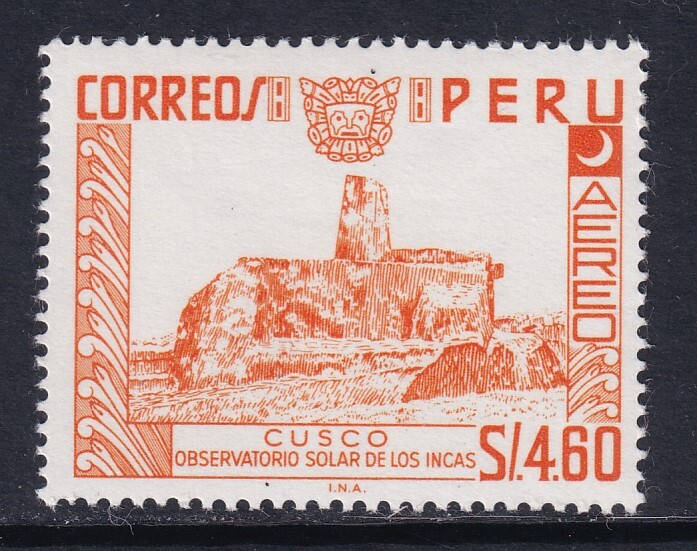 CORREOS PERU
AEREO
CUSCO
OBSERVATORIO SOLAR DE LOS INCAS
S/.4.60
I.N.A.